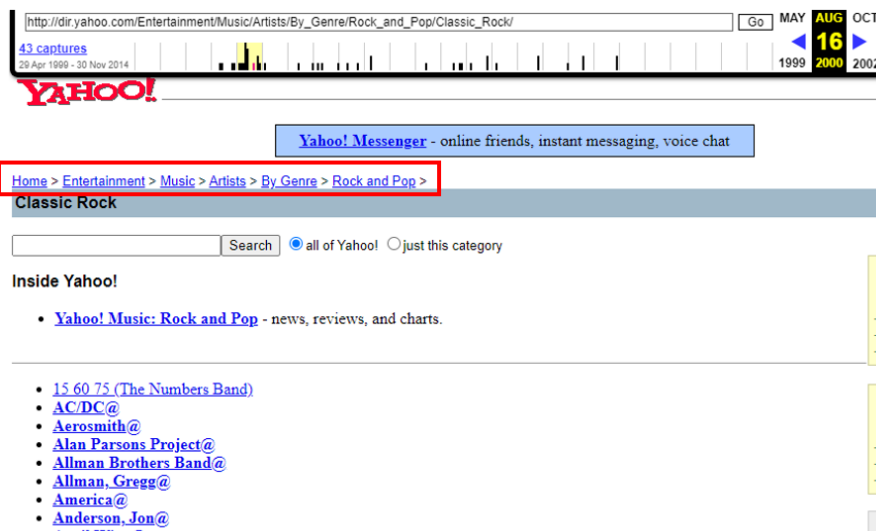 http://dir.yahoo.com/Entertainment/Music/Artists/By_Genre/Rock_and_Pop/Classic_Rock/ Go MAY AUG OCT
43 captures 16
29 Apr 1999 - 30 Nov 2014 1999 2000 2002
YAHOO!
Yahoo! Messenger - online friends, instant messaging, voice chat
Home > Entertainment > Music > Artists > By Genre > Rock and Pop >
Classic Rock
Search all of Yahoo! just this category
Inside Yahoo!
• Yahoo! Music: Rock and Pop - news, reviews, and charts.
• 15 60 75 (The Numbers Band)
• AC/DC@
• Aerosmith@
• Alan Parsons Project@
• Allman Brothers Band@
• Allman, Gregg@
• America@
• Anderson, Jon@